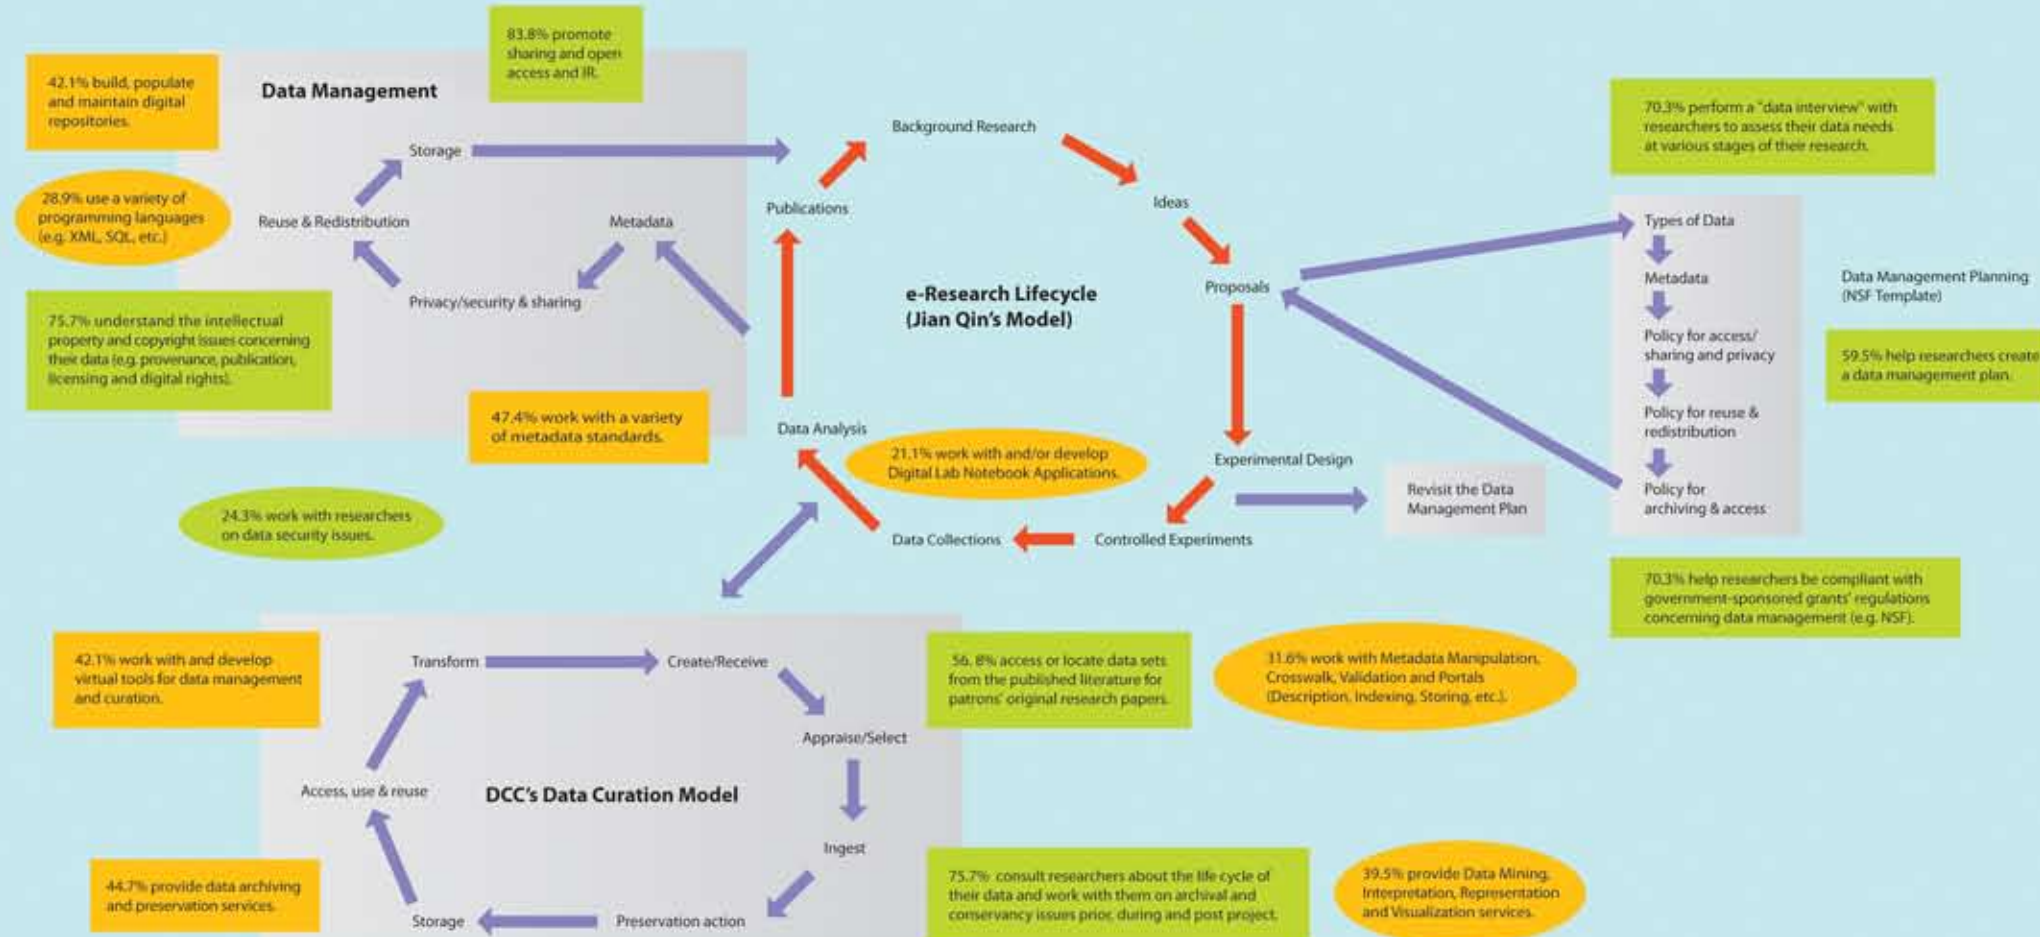 83.8% promote
sharing and open
access and IR.
42.1% build, populate
and maintain digital
repositories.
Data Management
Storage
28.9% use a variety of
programming languages
(e.g. XML, SQL, etc.)
Reuse & Redistribution
Metadata
Privacy/security & sharing
75.7% understand the intellectual
property and copyright issues concerning
their data (e.g. provenance, publication,
licensing and digital rights).
47.4% work with a variety
of metadata standards.
24.3% work with researchers
on data security issues.
Background Research
Publications
Ideas
e-Research Lifecycle
(Jian Qin's Model)
Proposals
Data Analysis
21.1% work with and/or develop
Digital Lab Notebook Applications.
Experimental Design
Data Collections
Controlled Experiments
Revisit the Data
Management Plan
70.3% perform a "data interview" with
researchers to assess their data needs
at various stages of their research.
Types of Data
Metadata
Policy for access/
sharing and privacy
Policy for reuse &
redistribution
Policy for
archiving & access
Data Management Planning
(NSF Template)
59.5% help researchers create
a data management plan.
70.3% help researchers be compliant with
government-sponsored grants' regulations
concerning data management (e.g. NSF).
42.1% work with and develop
virtual tools for data management
and curation.
Transform
Create/Receive
Appraise/Select
Access, use & reuse
DCC's Data Curation Model
Ingest
Storage
Preservation action
44.7% provide data archiving
and preservation services.
56. 8% access or locate data sets
from the published literature for
patrons' original research papers.
31.6% work with Metadata Manipulation,
Crosswalk, Validation and Portals
(Description, Indexing, Storing, etc.).
75.7% consult researchers about the life cycle of
their data and work with them on archival and
conservancy issues prior, during and post project.
39.5% provide Data Mining,
Interpretation, Representation
and Visualization services.